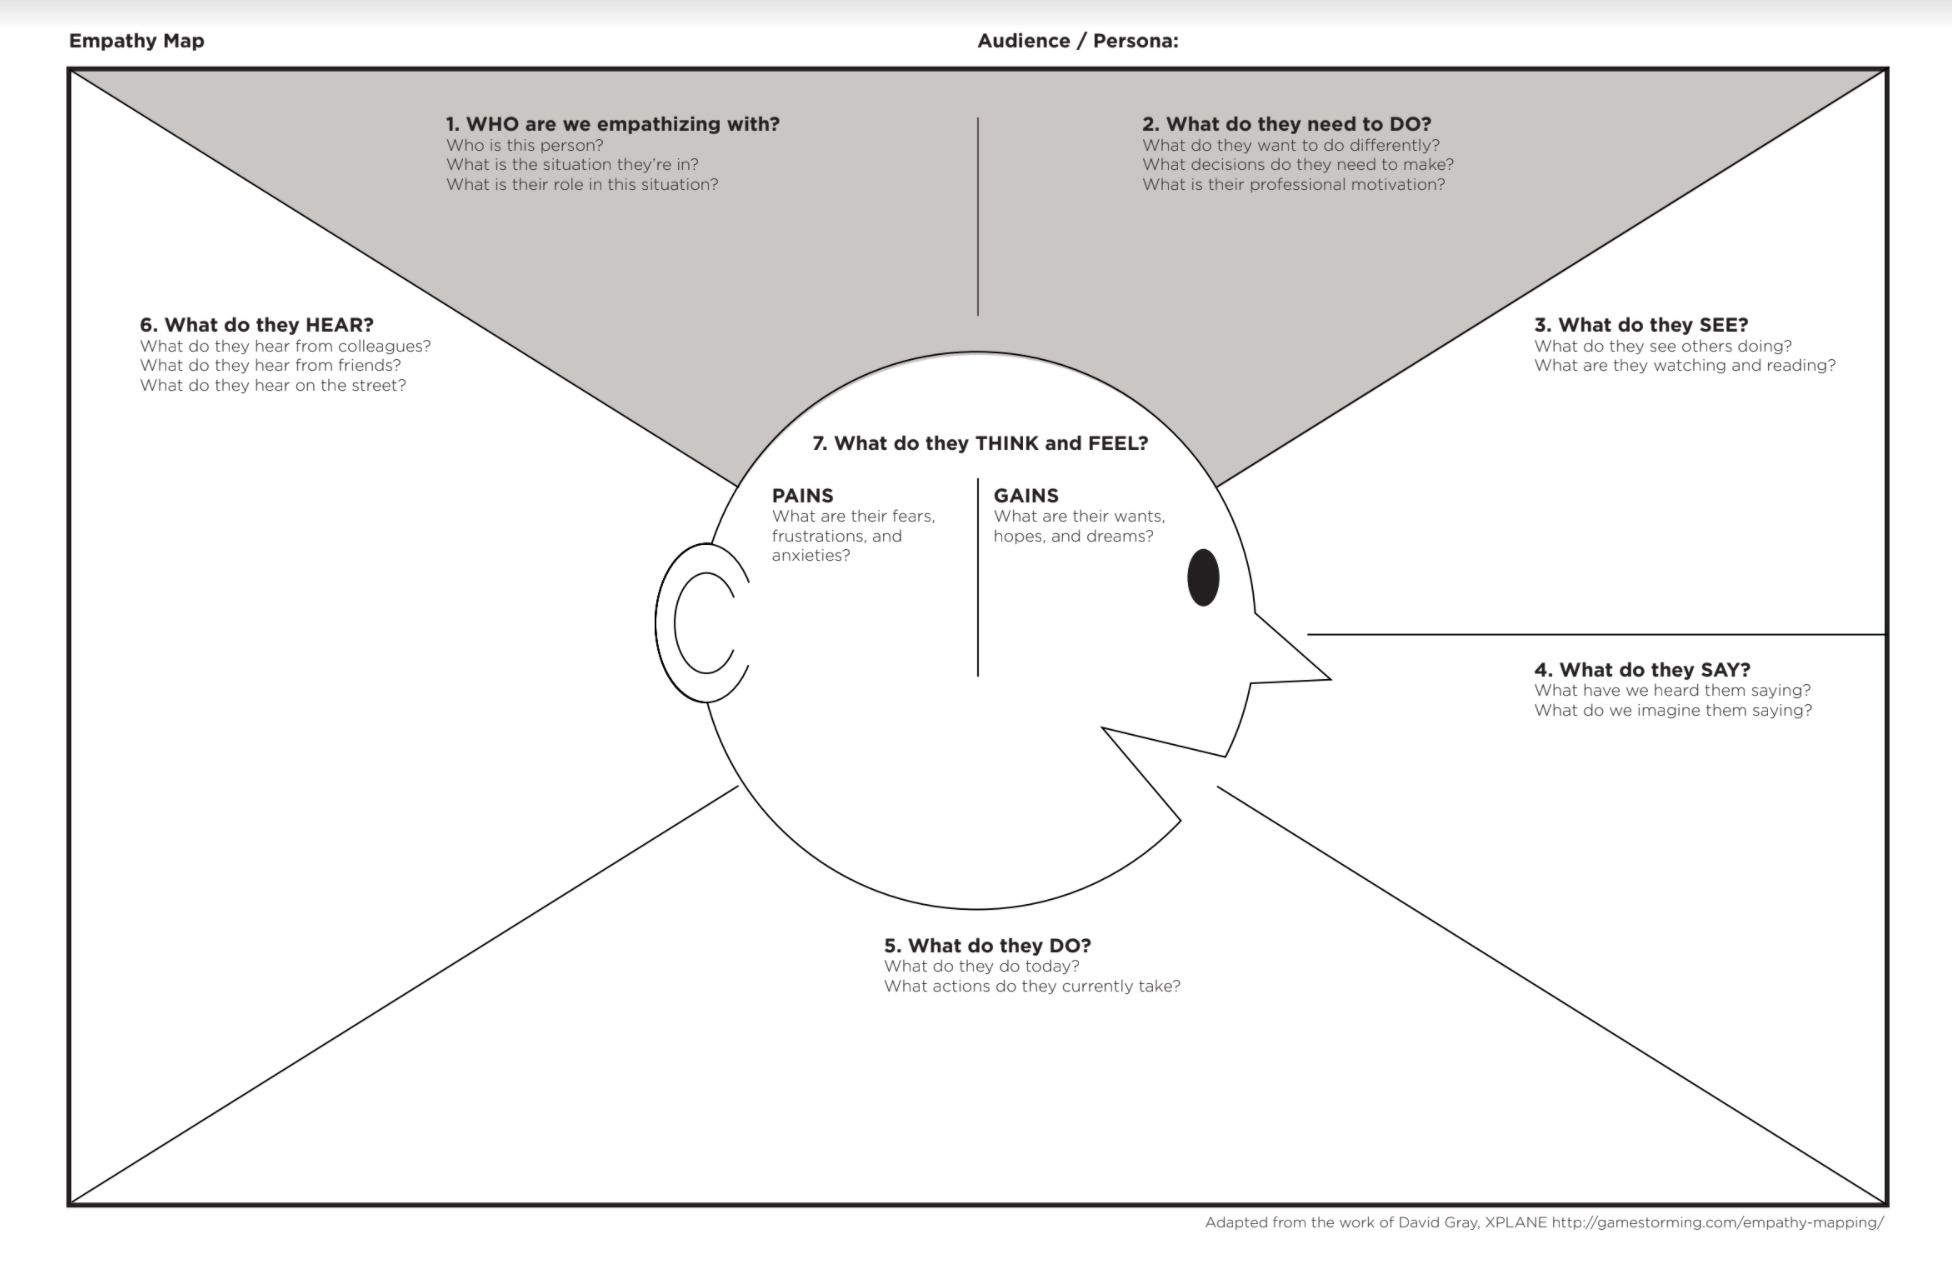 Empathy Map
Audience / Persona:
1. WHO are we empathizing with?
Who is this person?
What is the situation they’re in?
What is their role in this situation?
2. What do they need to DO?
What do they want to do differently?
What decisions do they need to make?
What is their professional motivation?
6. What do they HEAR?
What do they hear from colleagues?
What do they hear from friends?
What do they hear on the street?
3. What do they SEE?
What do they see others doing?
What are they watching and reading?
7. What do they THINK and FEEL?
PAINS
What are their fears,
frustrations, and
anxieties?
GAINS
What are their wants,
hopes, and dreams?
4. What do they SAY?
What have we heard them saying?
What do we imagine them saying?
5. What do they DO?
What do they do today?
What actions do they currently take?
Adapted from the work of David Gray, XPLANE http://gamestorming.com/empathy-mapping/